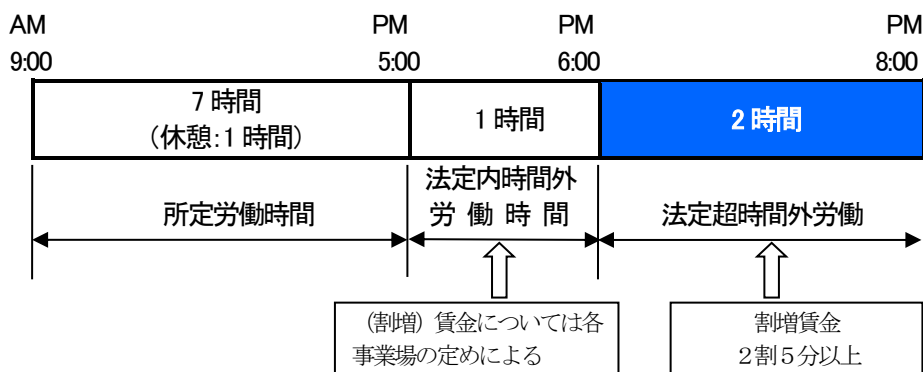 AM PM PM PM
9:00 5:00 6:00 8:00
7時間
(休憩:1時間)
1時間
2時間
所定労働時間
法定内時間外
労働時間
法定超時間外労働
(割増)賃金については各
事業場の定めによる
割増賃金
2割5分以上